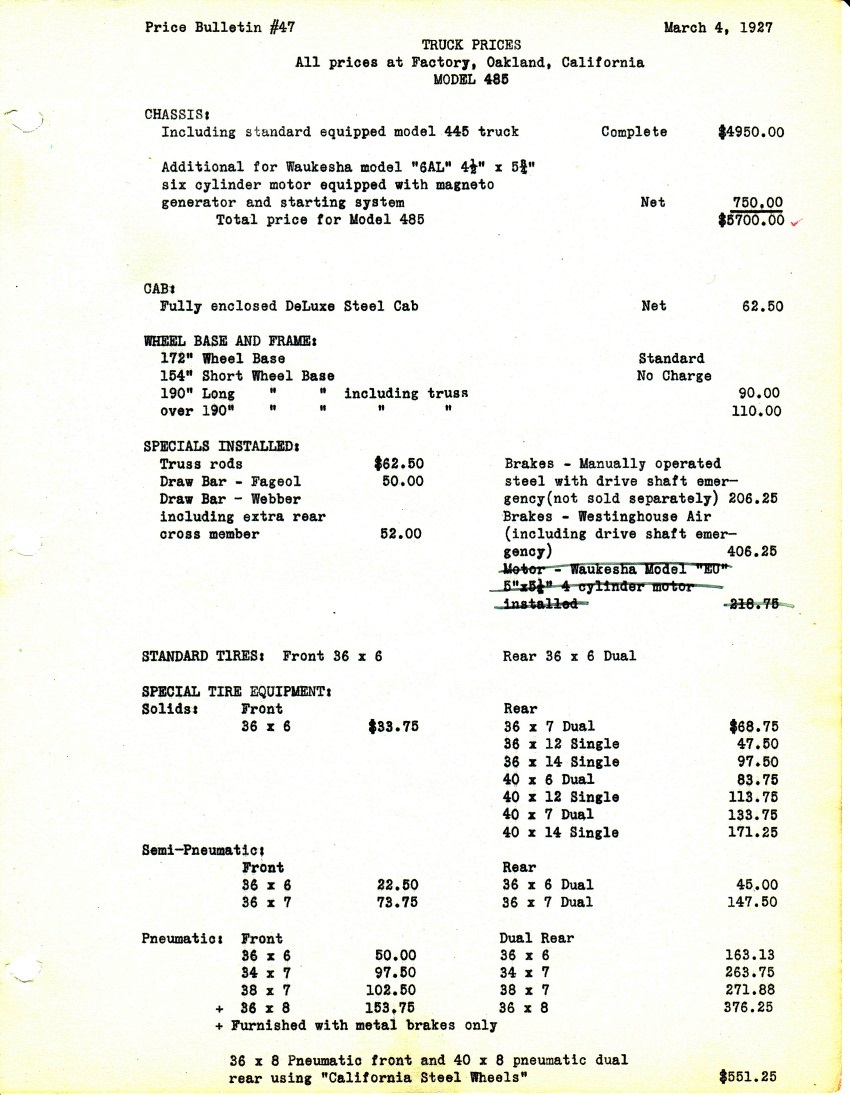 Price Bulletin #47 March 4, 1927
TRUCK PRICES
All prices at Factory, Oakland, California
MODEL 485
CHASSIS:
Including standard equipped model 445 truck Complete $4950.00
Additional for Waukesha model "6AL" 4½" x 5¾"
six cylinder motor equipped with magneto
generator and starting system Net 750.00
Total price for Model 485 $5700.00 ✓
CAB:
Fully enclosed DeLuxe Steel Cab Net 62.50
WHEEL BASE AND FRAME:
172" Wheel Base Standard
154" Short Wheel Base No Charge
190" Long " " including truss 90.00
over 190" " " " " 110.00
SPECIALS INSTALLED:
Truss rods $62.50
Draw Bar - Fageol 50.00
Draw Bar - Webber
including extra rear
cross member 52.00
Brakes - Manually operated
steel with drive shaft emer-
gency(not sold separately) 206.25
Brakes - Westinghouse Air
(including drive shaft emer-
gency) 406.25
Motor - Waukesha Model "EU"
5"x5¼" 4 cylinder motor
installed 218.75
STANDARD TIRES: Front 36 x 6 Rear 36 x 6 Dual
SPECIAL TIRE EQUIPMENT:
Solids: Front Rear
36 x 6 $33.75 36 x 7 Dual $68.75
36 x 12 Single 47.50
36 x 14 Single 97.50
40 x 6 Dual 83.75
40 x 12 Single 113.75
40 x 7 Dual 133.75
40 x 14 Single 171.25
Semi-Pneumatic:
Front Rear
36 x 6 22.50 36 x 6 Dual 45.00
36 x 7 73.75 36 x 7 Dual 147.50
Pneumatic: Front Dual Rear
36 x 6 50.00 36 x 6 163.13
34 x 7 97.50 34 x 7 263.75
38 x 7 102.50 38 x 7 271.88
+ 36 x 8 153.75 36 x 8 376.25
+ Furnished with metal brakes only
36 x 8 Pneumatic front and 40 x 8 pneumatic dual
rear using "California Steel Wheels" $551.25